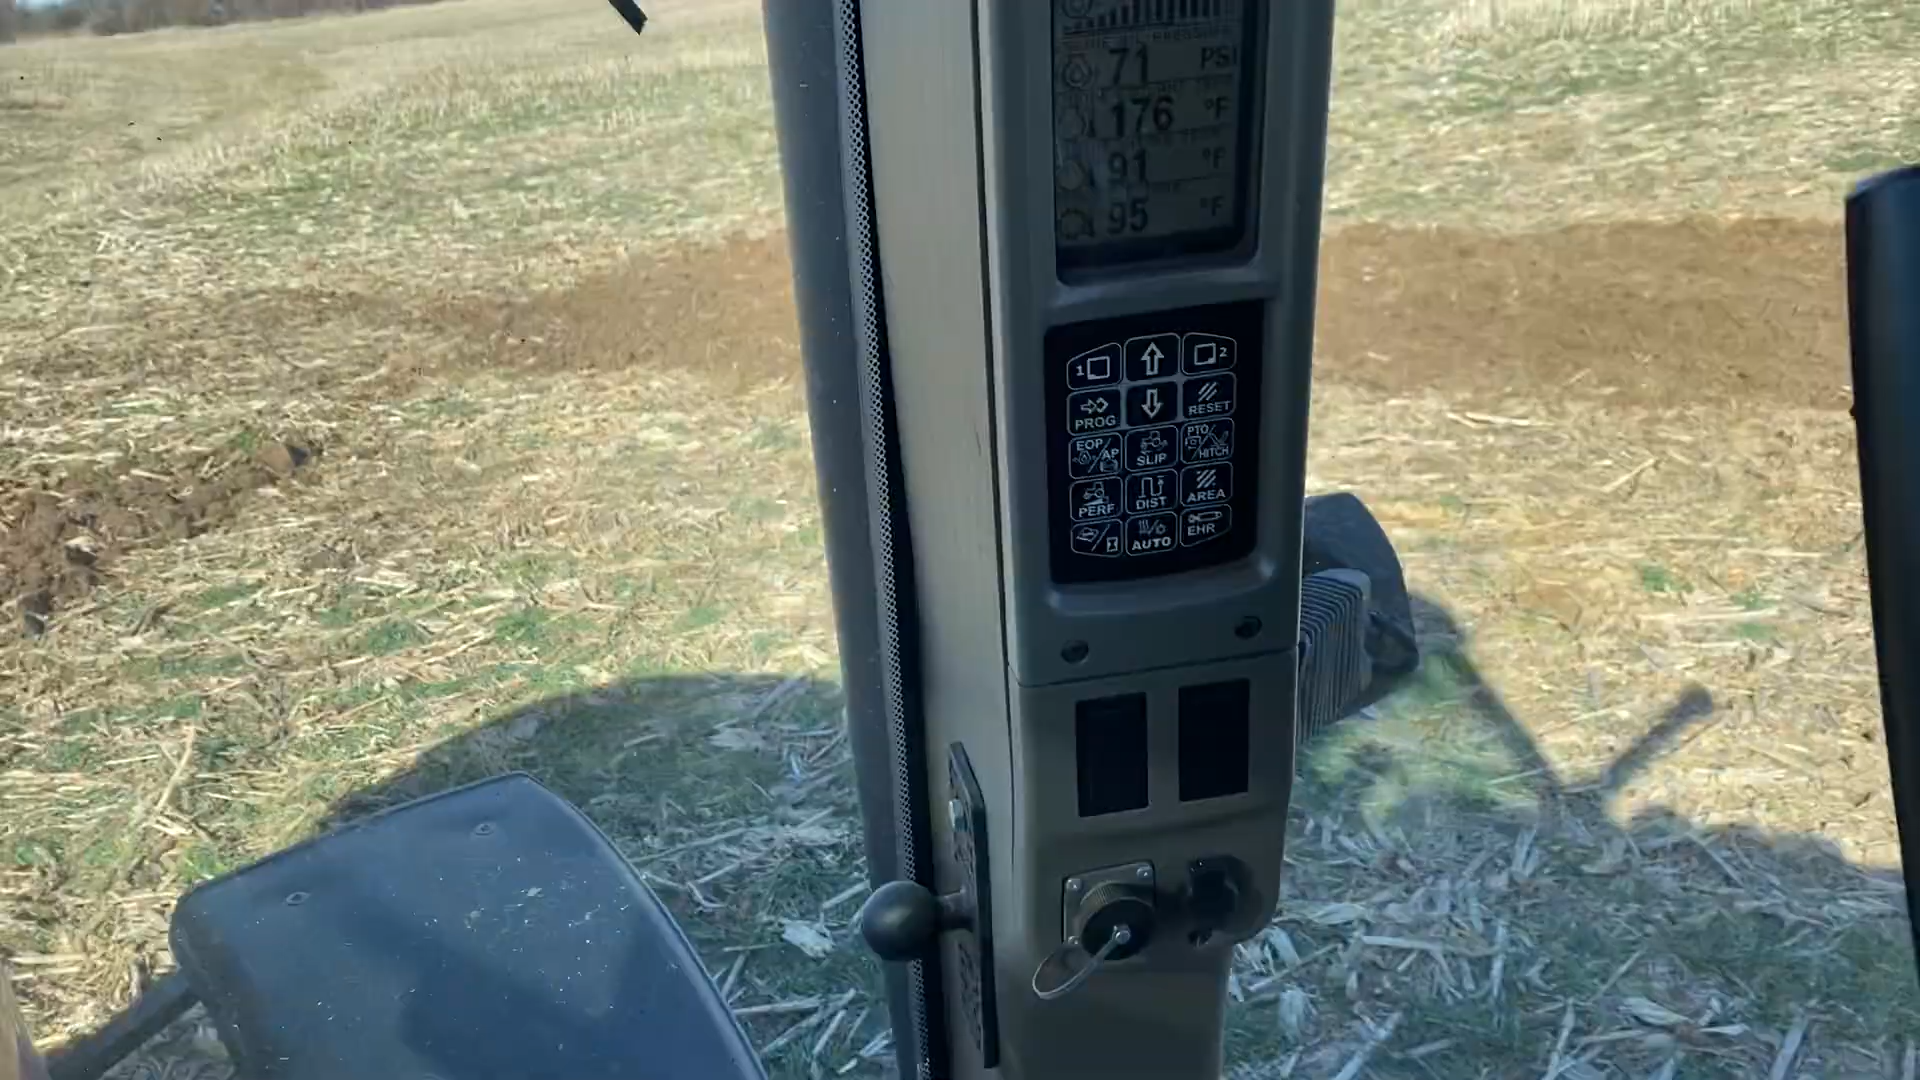 71 PSI
176 °F
91 °F
95 °F
1 2
PROG RESET
EOP/AP SLIP PTO/HITCH
PERF DIST AREA
AUTO EHR